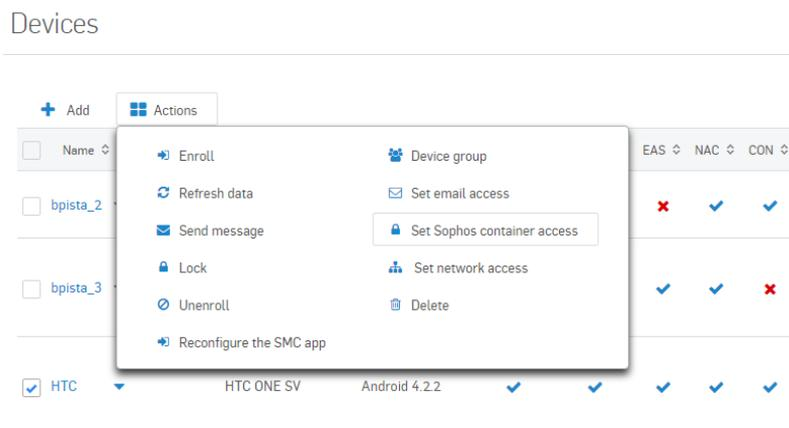 Devices
Add Actions
Name EAS NAC CON
Enroll Device group
bpista_2 Refresh data Set email access
Send message Set Sophos container access
Lock Set network access
bpista_3 Unenroll Delete
Reconfigure the SMC app
HTC HTC ONE SV Android 4.2.2